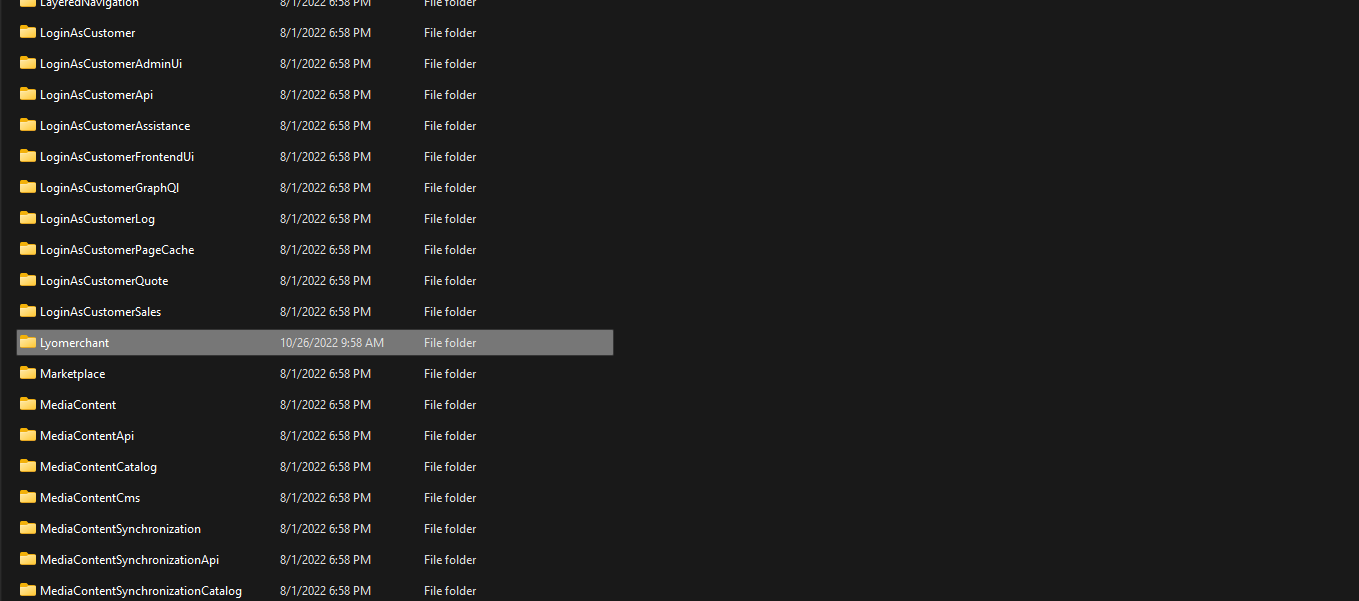 LayeredNavigation 8/1/2022 6:58 PM File folder
LoginAsCustomer 8/1/2022 6:58 PM File folder
LoginAsCustomerAdminUi 8/1/2022 6:58 PM File folder
LoginAsCustomerApi 8/1/2022 6:58 PM File folder
LoginAsCustomerAssistance 8/1/2022 6:58 PM File folder
LoginAsCustomerFrontendUi 8/1/2022 6:58 PM File folder
LoginAsCustomerGraphQl 8/1/2022 6:58 PM File folder
LoginAsCustomerLog 8/1/2022 6:58 PM File folder
LoginAsCustomerPageCache 8/1/2022 6:58 PM File folder
LoginAsCustomerQuote 8/1/2022 6:58 PM File folder
LoginAsCustomerSales 8/1/2022 6:58 PM File folder
Lyomerchant 10/26/2022 9:58 AM File folder
Marketplace 8/1/2022 6:58 PM File folder
MediaContent 8/1/2022 6:58 PM File folder
MediaContentApi 8/1/2022 6:58 PM File folder
MediaContentCatalog 8/1/2022 6:58 PM File folder
MediaContentCms 8/1/2022 6:58 PM File folder
MediaContentSynchronization 8/1/2022 6:58 PM File folder
MediaContentSynchronizationApi 8/1/2022 6:58 PM File folder
MediaContentSynchronizationCatalog 8/1/2022 6:58 PM File folder